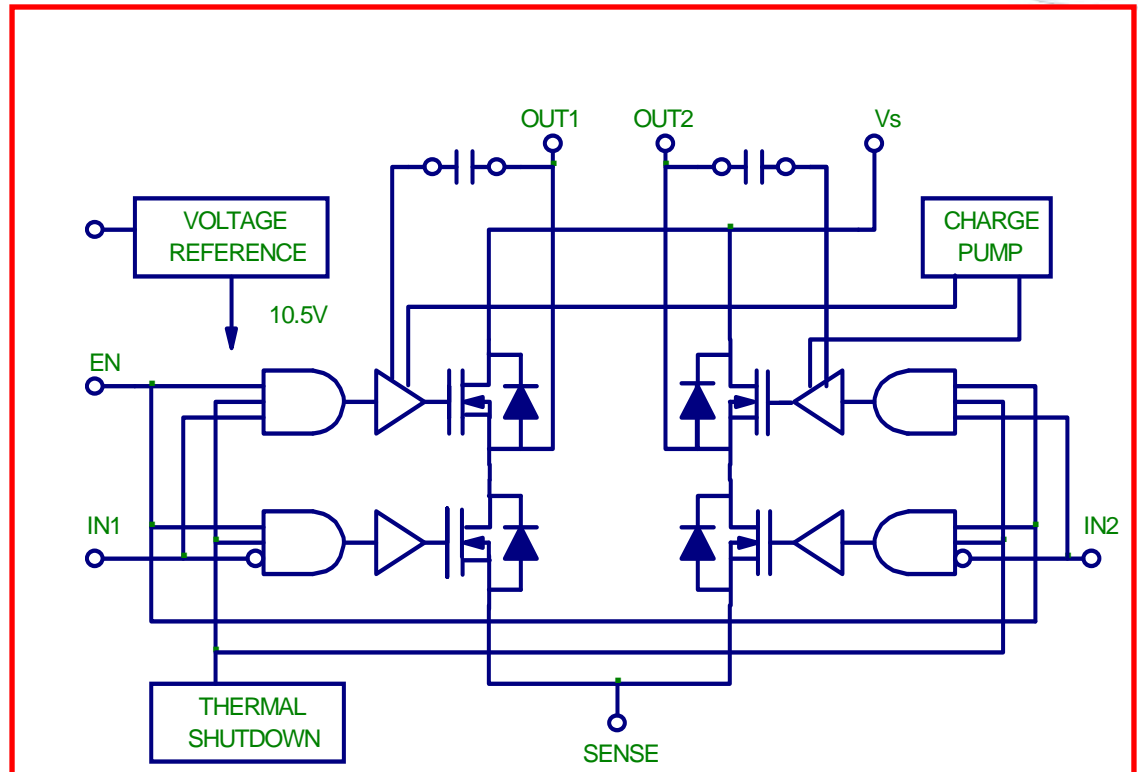 OUT1
OUT2
Vs
VOLTAGE
REFERENCE
CHARGE
PUMP
10.5V
EN
IN1
IN2
THERMAL
SHUTDOWN
SENSE